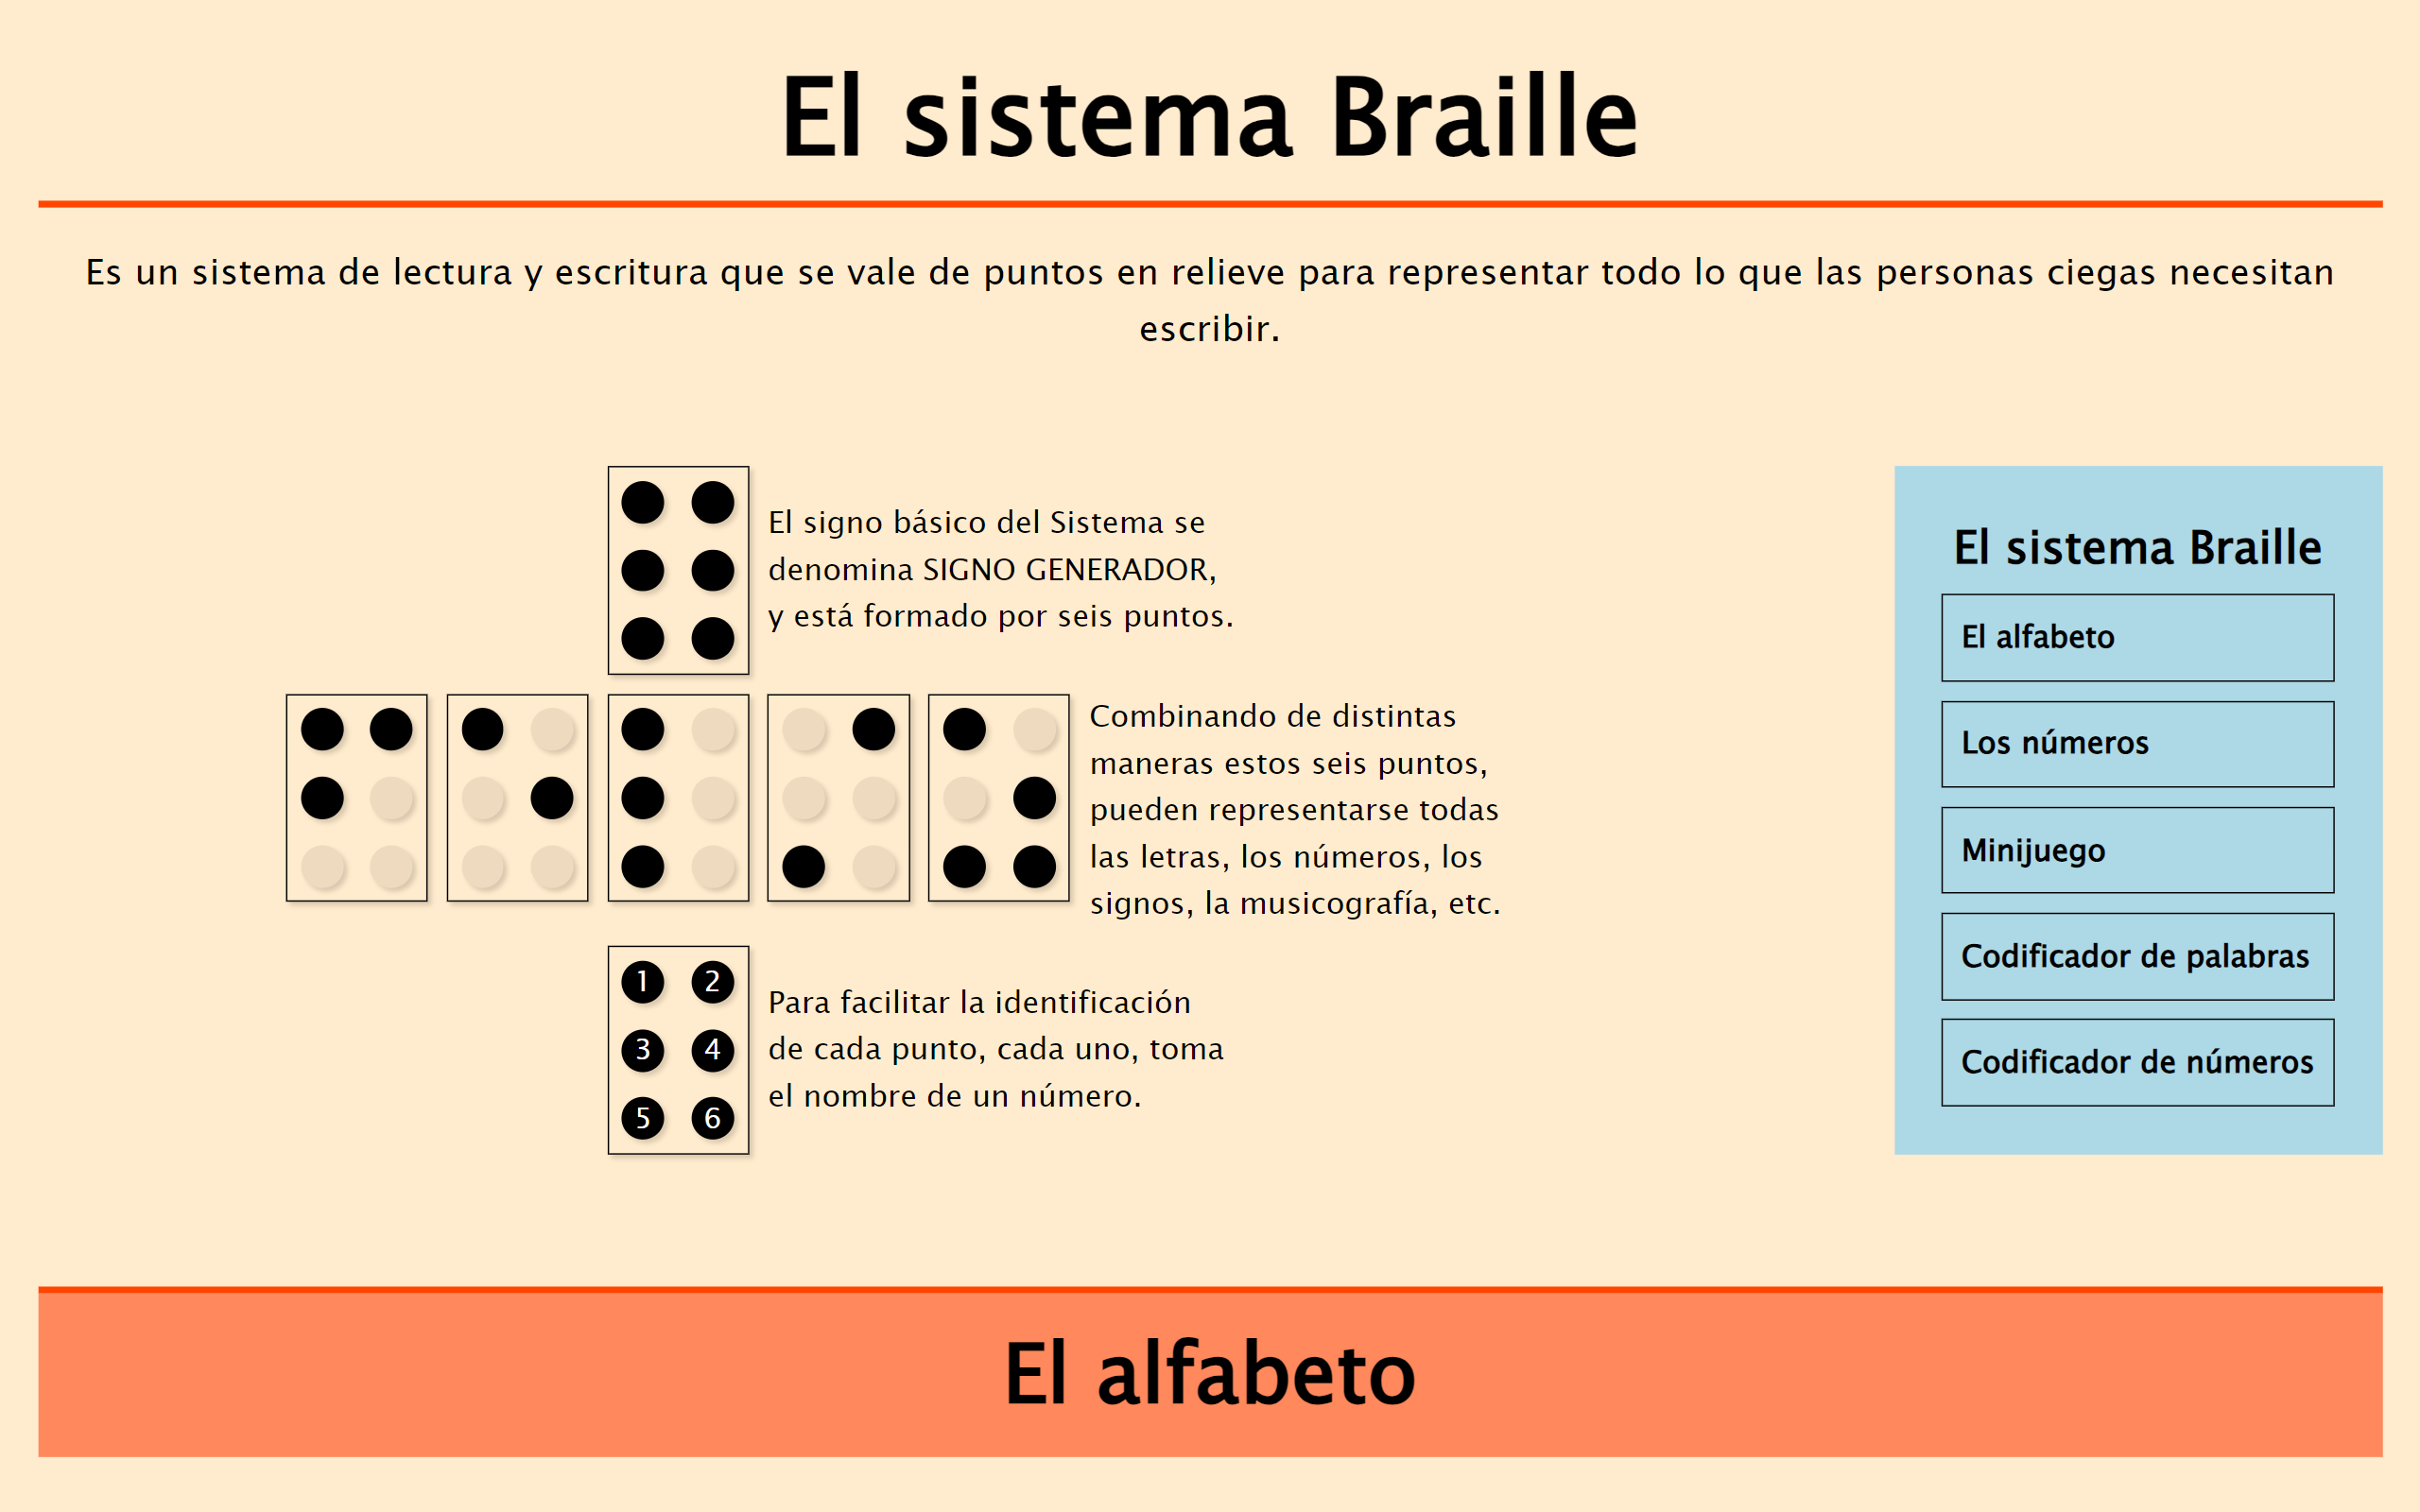 El sistema Braille
Es un sistema de lectura y escritura que se vale de puntos en relieve para representar todo lo que las personas ciegas necesitan
escribir.
El signo básico del Sistema se
denomina SIGNO GENERADOR,
y está formado por seis puntos.
Combinando de distintas
maneras estos seis puntos,
pueden representarse todas
las letras, los números, los
signos, la musicografía, etc.
1 2
3 4
5 6
Para facilitar la identificación
de cada punto, cada uno, toma
el nombre de un número.
El sistema Braille
El alfabeto
Los números
Minijuego
Codificador de palabras
Codificador de números
El alfabeto